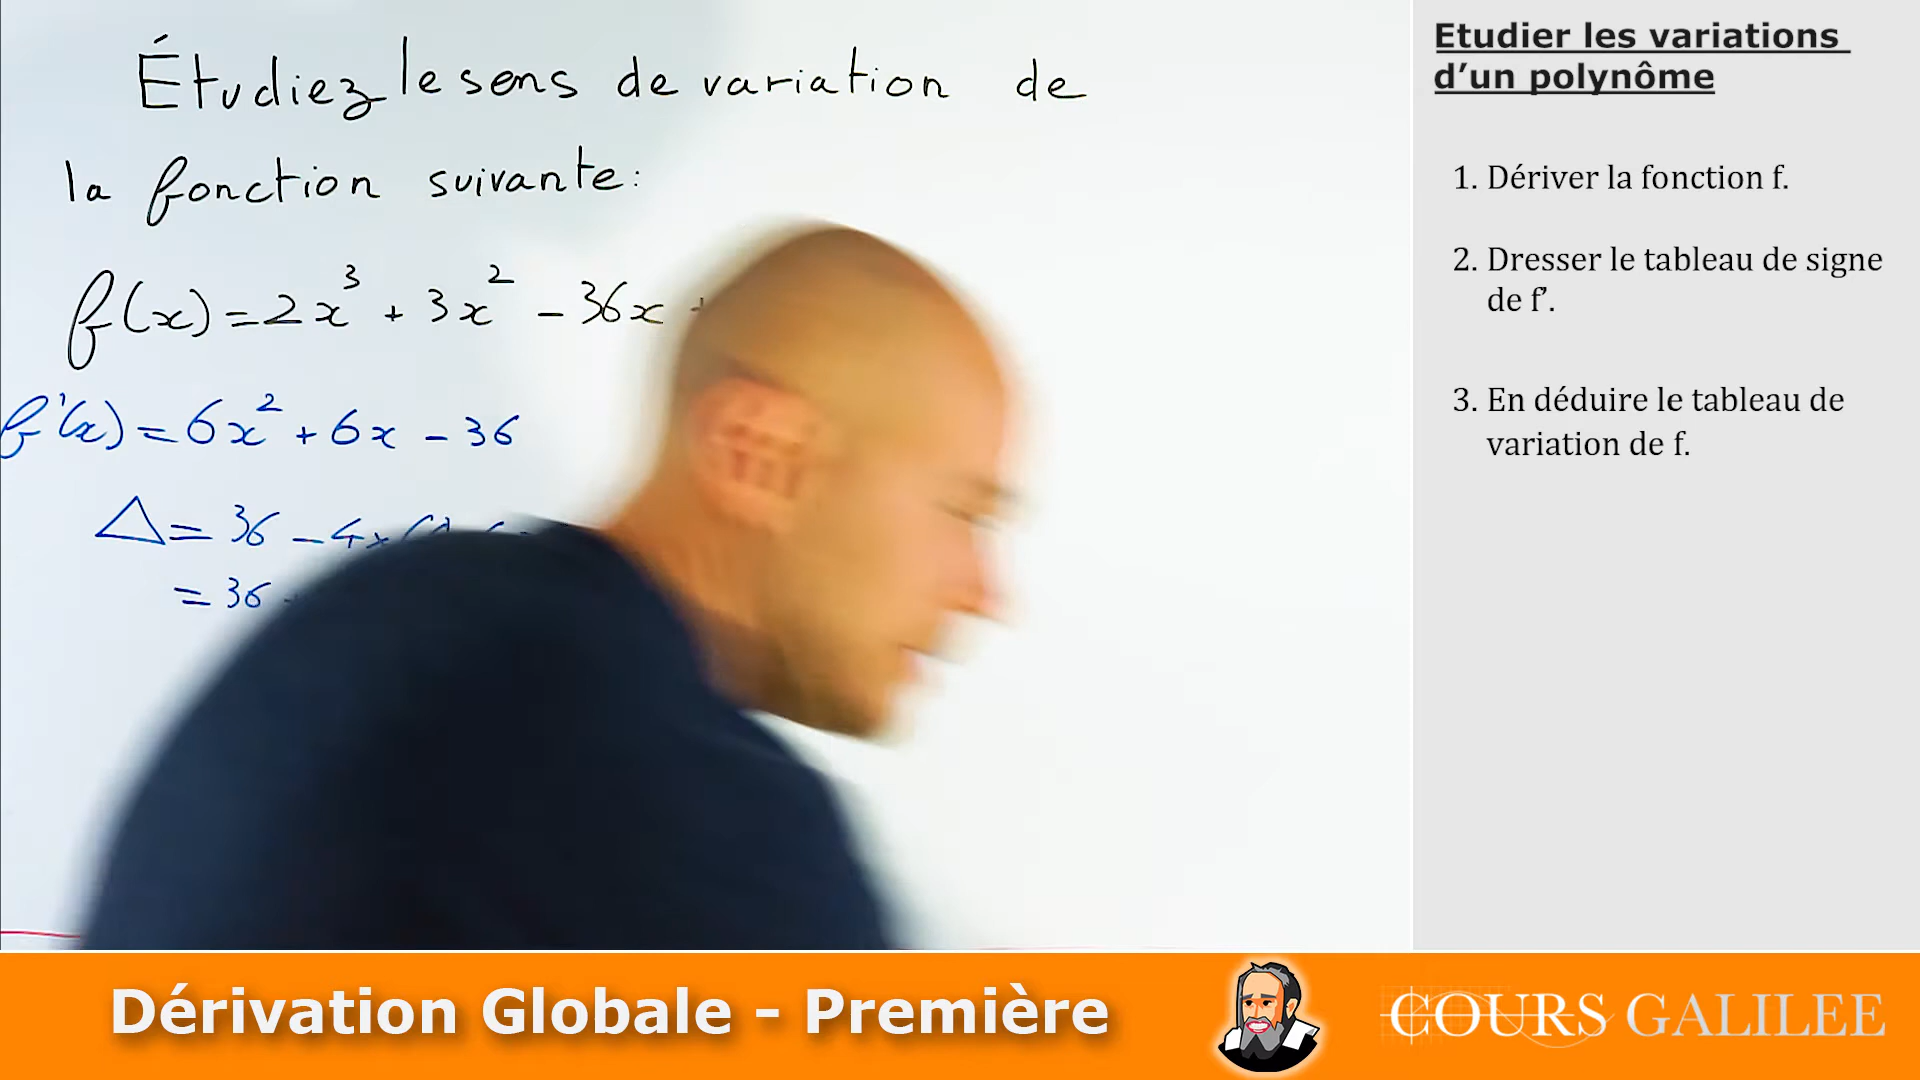 Étudiez le sens de variation de
la fonction suivante:
f(x) = 2x³ + 3x² - 36x +
f'(x) = 6x² + 6x - 36
Δ = 36 - 4x
= 36
Etudier les variations
d’un polynôme
1. Dériver la fonction f.
2. Dresser le tableau de signe
de f’.
3. En déduire le tableau de
variation de f.
Dérivation Globale - Première
COURS GALILEE